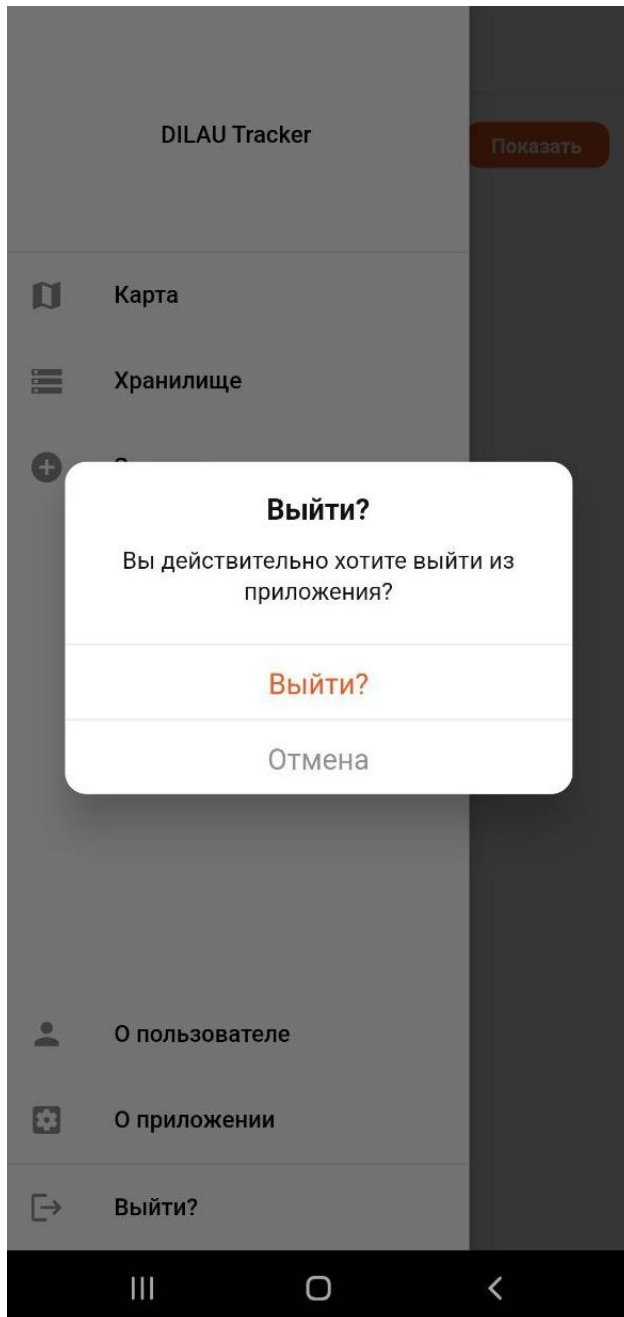 DILAU Tracker
Показать
Карта
Хранилище
Выйти?
Вы действительно хотите выйти из
приложения?
Выйти?
Отмена
О пользователе
О приложении
Выйти?